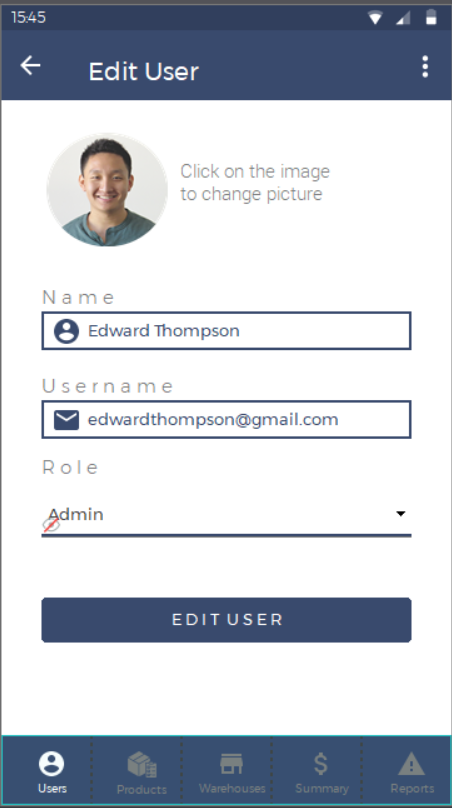 15:45
Edit User
Click on the image
to change picture
Name
Edward Thompson
Username
edwardthompson@gmail.com
Role
Admin
EDIT USER
Users
Products
Warehouses
Summary
Reports